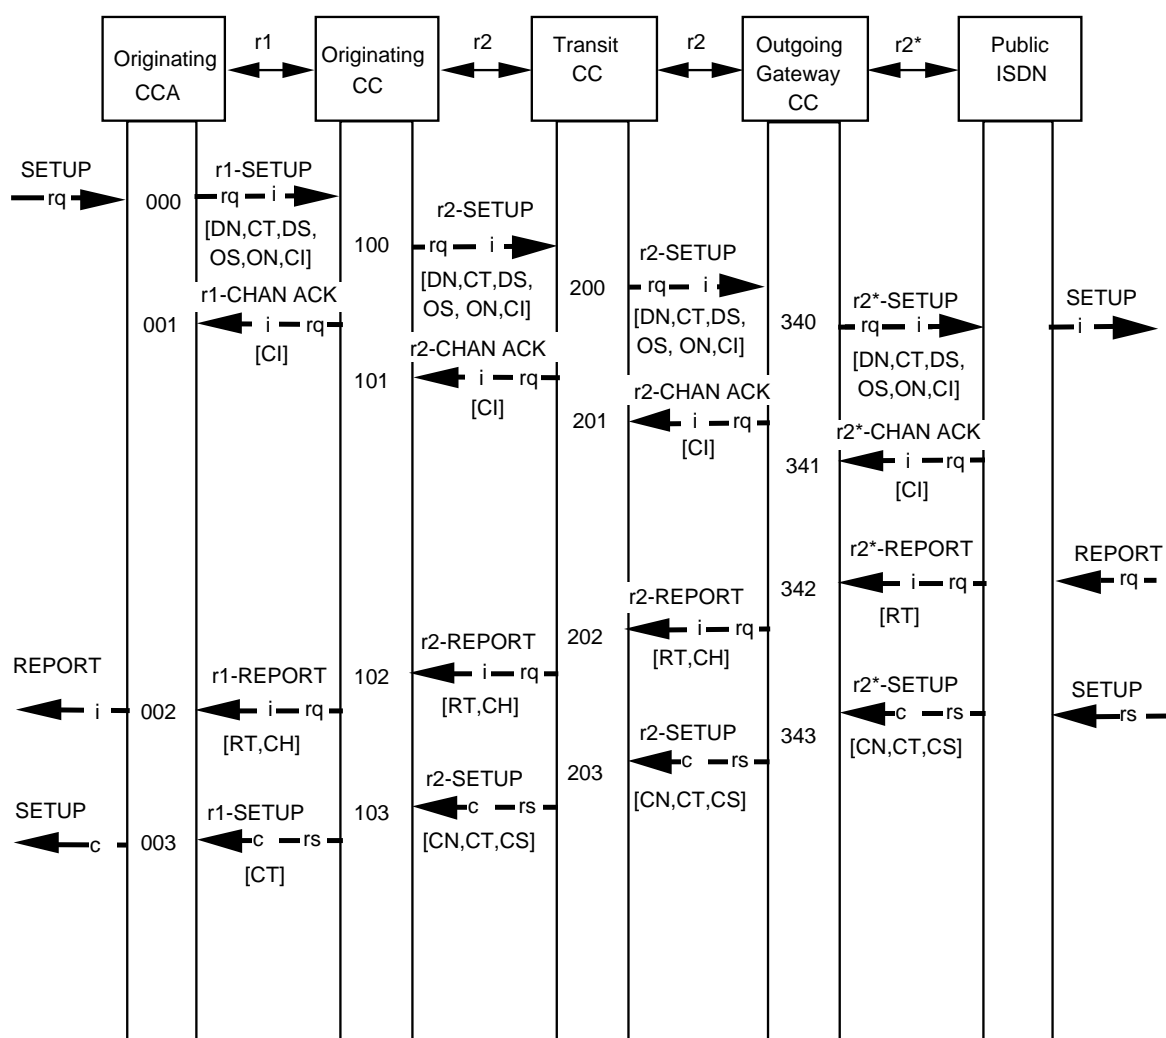 r1
r2
r2
r2*
Originating
CCA
Originating
CC
Transit
CC
Outgoing
Gateway
CC
Public
ISDN
SETUP
rq
000
r1-SETUP
rq i
[DN,CT,DS,
OS,ON,CI]
100
r2-SETUP
rq i
[DN,CT,DS,
OS, ON,CI]
200
r2-SETUP
rq i
[DN,CT,DS,
OS, ON,CI]
340
r2*-SETUP
rq i
[DN,CT,DS,
OS,ON,CI]
SETUP
i
001
r1-CHAN ACK
i rq
[CI]
101
r2-CHAN ACK
i rq
[CI]
201
r2-CHAN ACK
i rq
[CI]
341
r2*-CHAN ACK
i rq
[CI]
342
r2*-REPORT
i rq
[RT]
REPORT
rq
202
r2-REPORT
i rq
[RT,CH]
102
r2-REPORT
i rq
[RT,CH]
REPORT
i
002
r1-REPORT
i rq
[RT,CH]
343
r2*-SETUP
c rs
[CN,CT,CS]
SETUP
rs
203
r2-SETUP
c rs
[CN,CT,CS]
103
r2-SETUP
c rs
[CN,CT,CS]
SETUP
c
003
r1-SETUP
c rs
[CT]